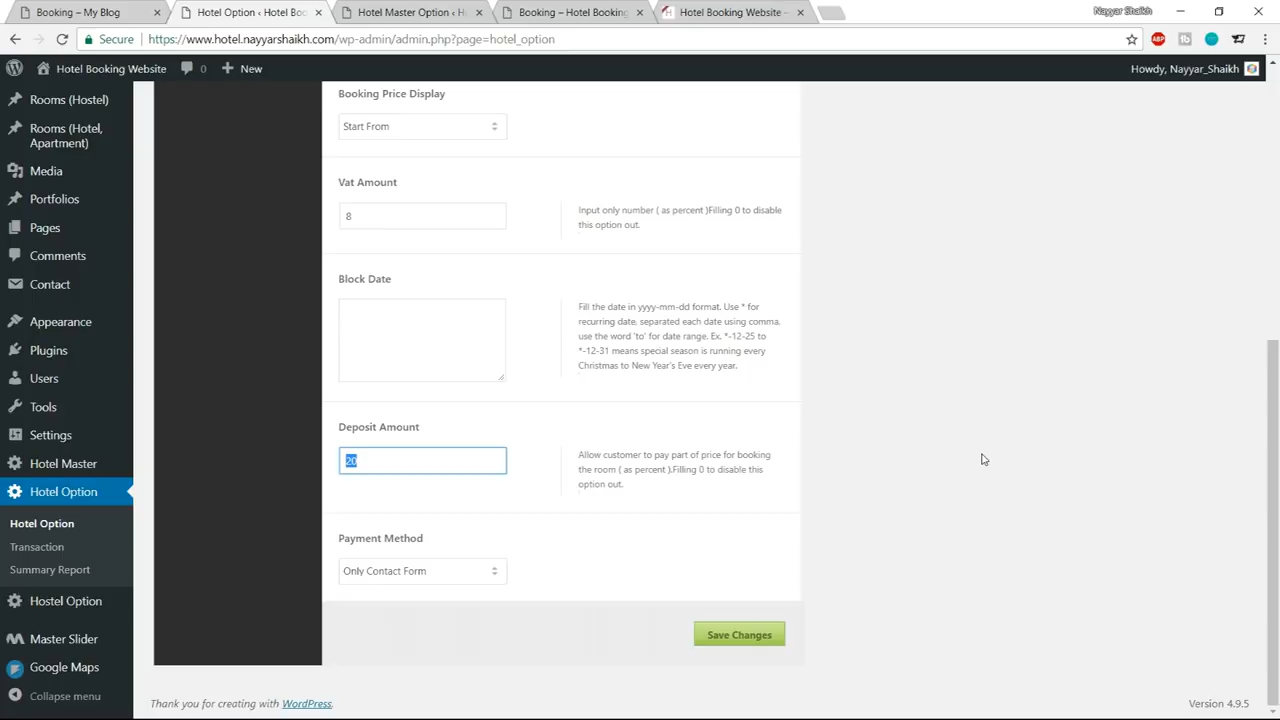 Booking – My Blog
Hotel Option ‹ Hotel Boo
Hotel Master Option ‹ H
Booking – Hotel Booking
Hotel Booking Website –
Nayyar Shaikh
Secure
https://www.hotel.nayyarshaikh.com/wp-admin/admin.php?page=hotel_option
ABP
Hotel Booking Website
0
New
Howdy, Nayyar_Shaikh
Rooms (Hostel)
Rooms (Hotel,
Apartment)
Media
Portfolios
Pages
Comments
Contact
Appearance
Plugins
Users
Tools
Settings
Hotel Master
Hotel Option
Hotel Option
Transaction
Summary Report
Hostel Option
Master Slider
Google Maps
Collapse menu
Booking Price Display
Start From
Vat Amount
8
Input only number ( as percent )Filling 0 to disable
this option out.
Block Date
Fill the date in yyyy-mm-dd format. Use * for
recurring date, separated each date using comma,
use the word 'to' for date range. Ex. *-12-25 to
*-12-31 means special season is running every
Christmas to New Year's Eve every year.
Deposit Amount
20
Allow customer to pay part of price for booking
the room ( as percent ).Filling 0 to disable this
option out.
Payment Method
Only Contact Form
Save Changes
Thank you for creating with WordPress.
Version 4.9.5